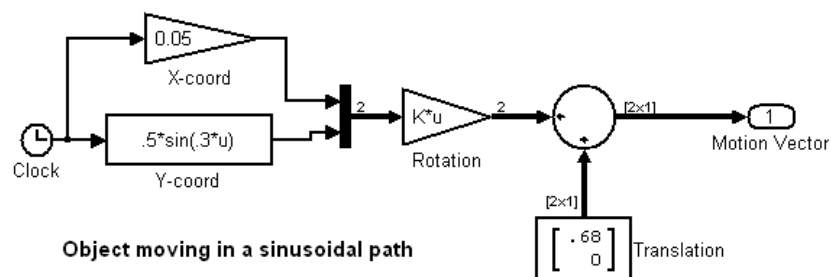 0.05
X-coord
.5*sin(.3*u)
Y-coord
Clock
2
K*u
Rotation
2
+
+
[2x1]
1
Motion Vector
[2x1]
.68
0
Translation
Object moving in a sinusoidal path